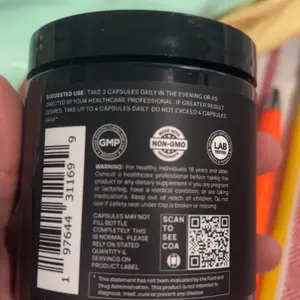 SUGGESTED USE: TAKE 2 CAPSULES DAILY IN THE EVENING OR AS
DIRECTED BY YOUR HEALTHCARE PROFESSIONAL. IF GREATER RESULT
DESIRED, TAKE UP TO 4 CAPSULES DAILY. DO NOT EXCEED 4 CAPSULES
DAILY.
GMP
NON-GMO
LAB
WARNING: For healthy individuals 18 years and older.
Consult a healthcare professional before taking this
product or any dietary supplement if you are pregnant
or lactating, have a medical condition, or are taking
medications. Keep out of reach of children. Do not
use if safety seal under cap is broken or missing.
CAPSULES MAY NOT
FILL BOTTLE
COMPLETELY. THIS
IS NORMAL. PLEASE
RELY ON STATED
QUANTITY &
SERVINGS ON
PRODUCT LABEL.
SCAN
TO
SEE
COA
1 97644 31169 9
* This statement has not been evaluated by the Food and
Drug Administration. This product is not intended to
diagnose, treat, cure or prevent any disease.